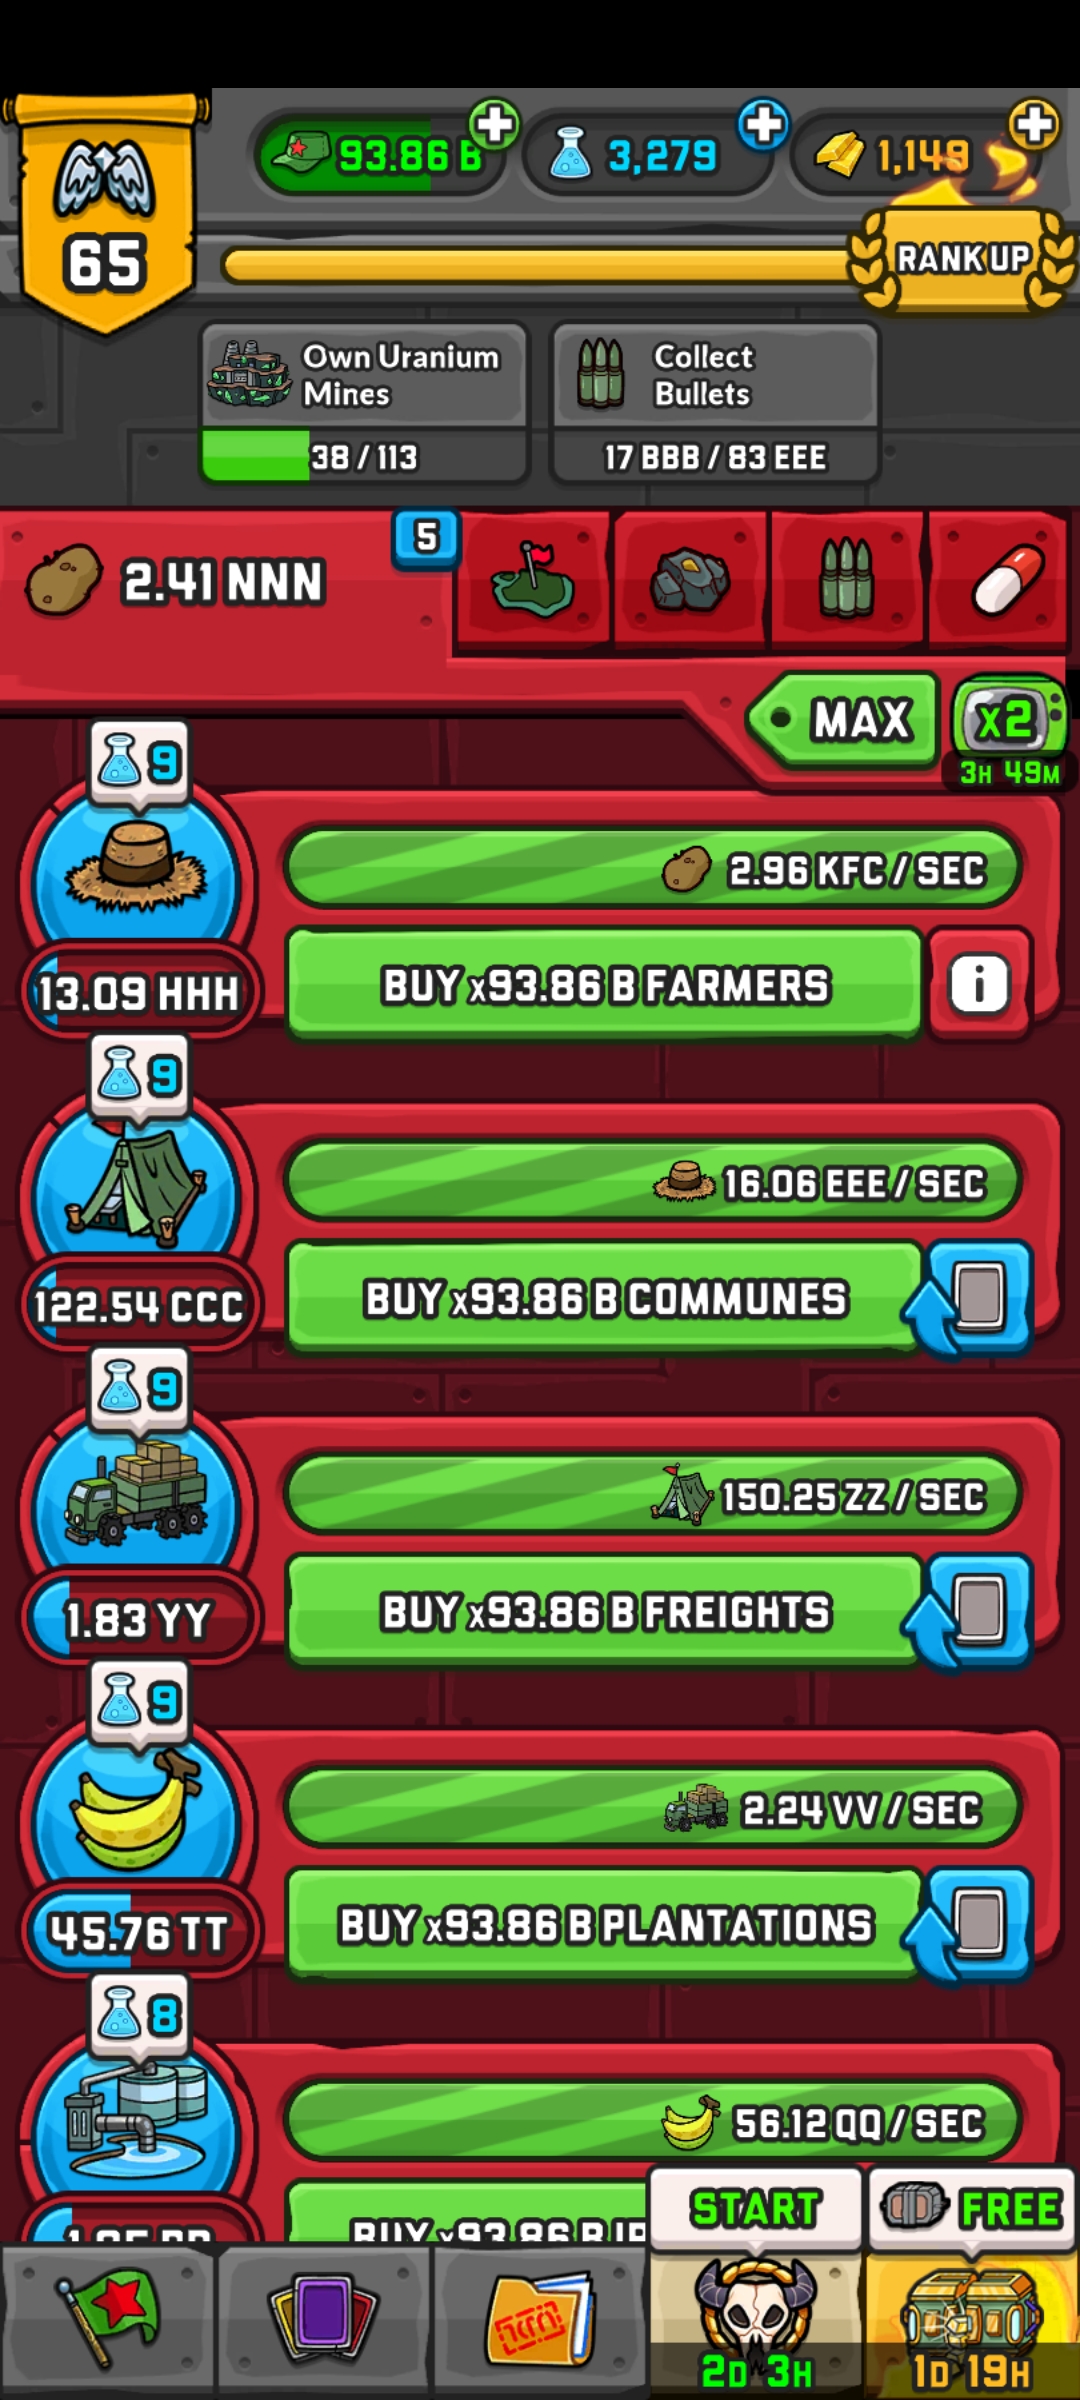 93.86 B
3,279
1,149
65
RANK UP
Own Uranium
Mines
38 / 113
Collect
Bullets
17 BBB / 83 EEE
2.41 NNN
5
MAX
x2
3H 49M
9
2.96 KFC / SEC
13.09 HHH
BUY x93.86 B FARMERS
i
9
16.06 EEE / SEC
122.54 CCC
BUY x93.86 B COMMUNES
9
150.25 ZZ / SEC
1.83 YY
BUY x93.86 B FREIGHTS
9
2.24 VV / SEC
45.76 TT
BUY x93.86 B PLANTATIONS
8
56.12 QQ / SEC
BUY x93.86 B
START
FREE
2D 3H
1D 19H